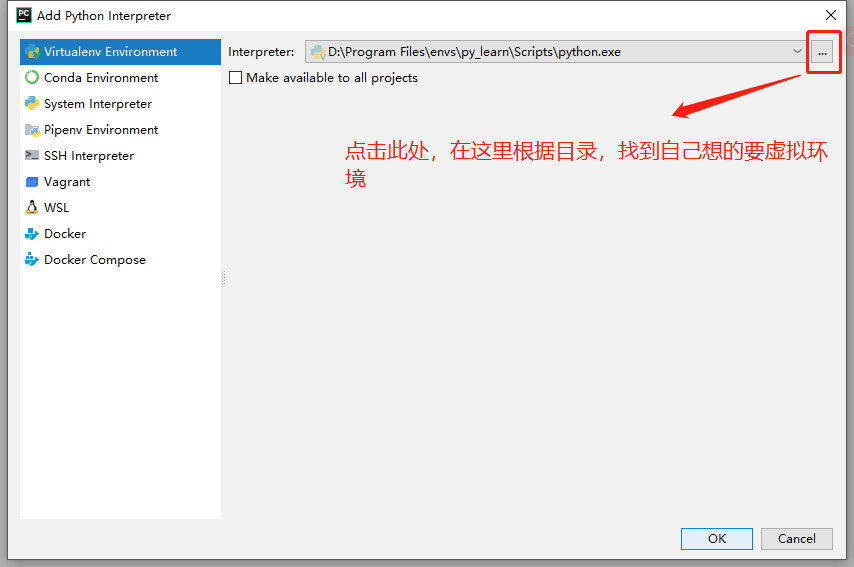 Add Python Interpreter
Virtualenv Environment
Conda Environment
System Interpreter
Pipenv Environment
SSH Interpreter
Vagrant
WSL
Docker
Docker Compose
Interpreter: D:\Program Files\envs\py_learn\Scripts\python.exe ...
Make available to all projects
点击此处，在这里根据目录，找到自己想的要虚拟环
境
OK Cancel